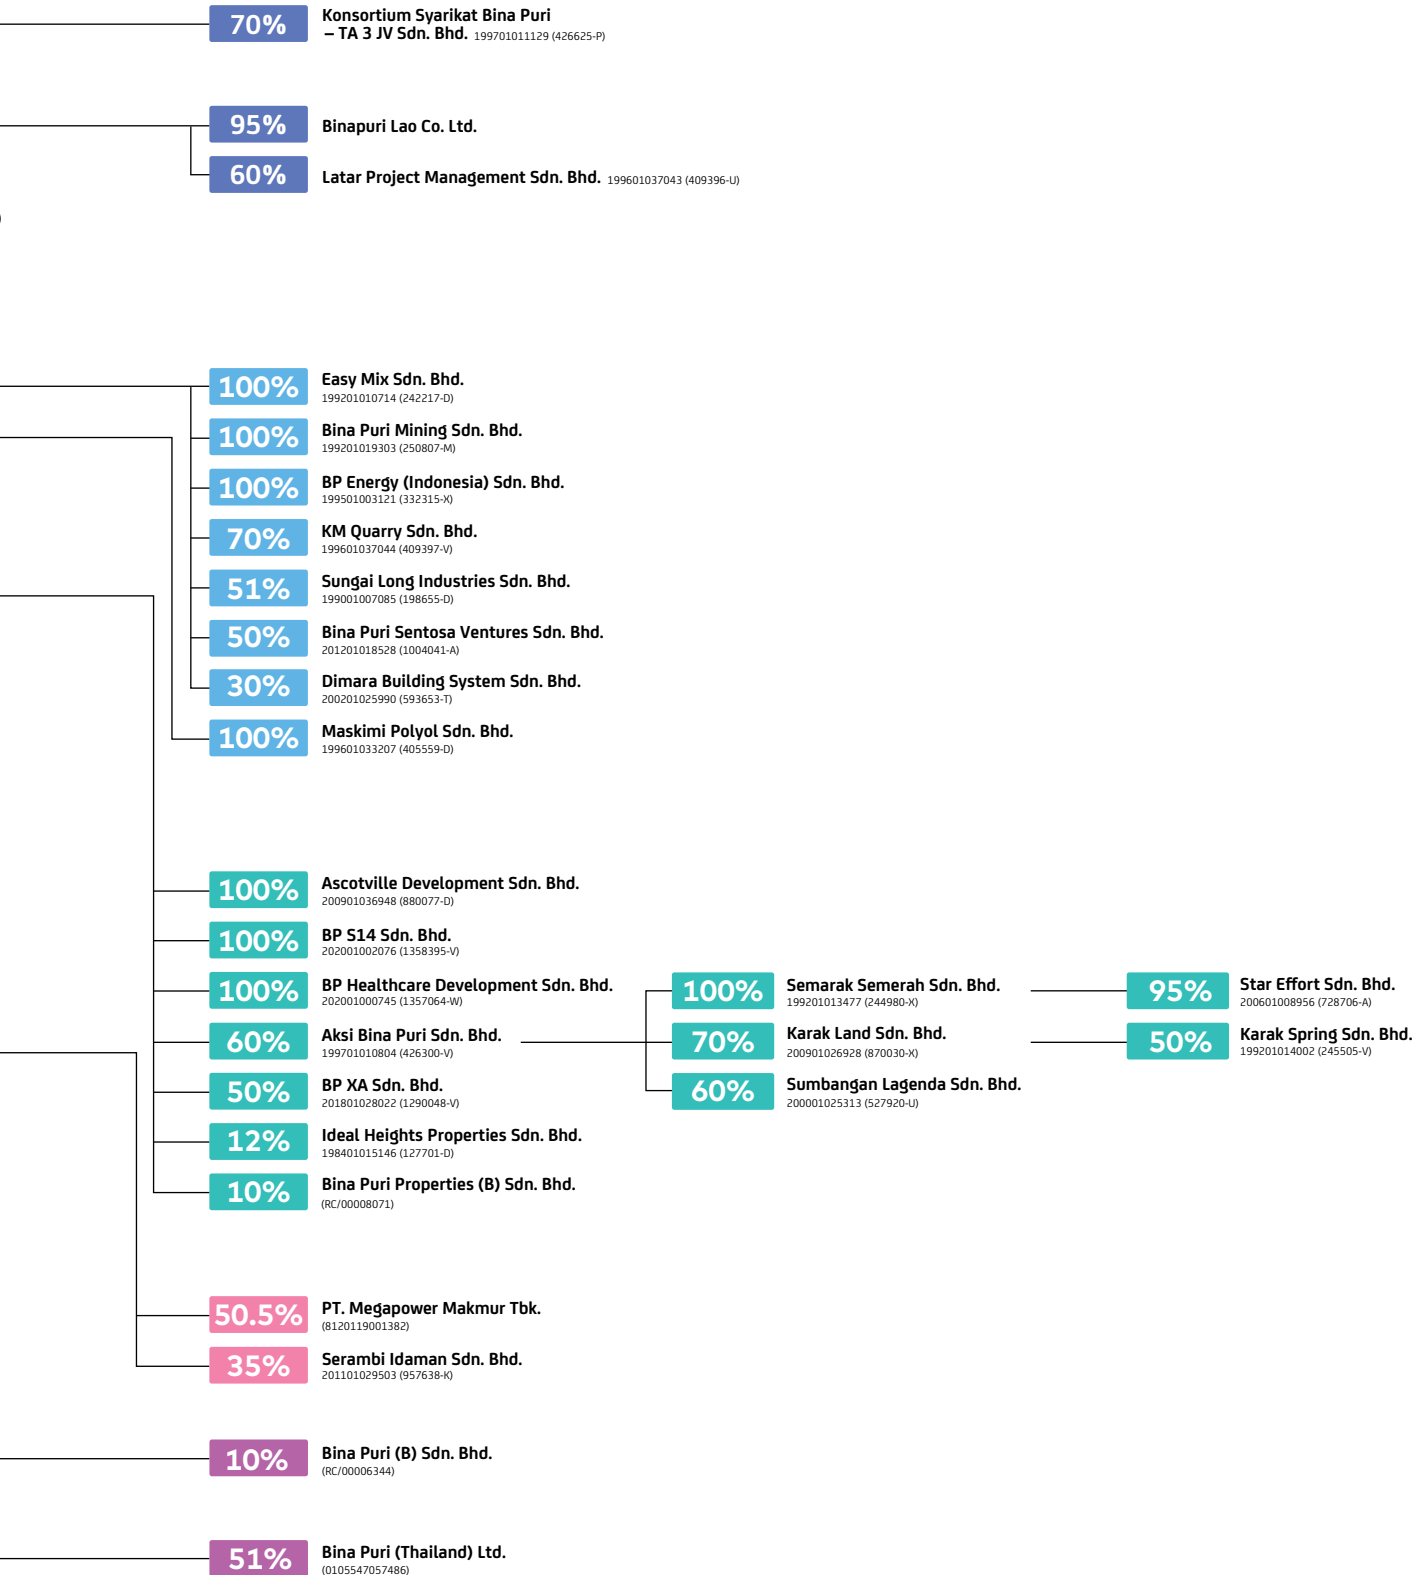 70%
Konsortium Syarikat Bina Puri
– TA 3 JV Sdn. Bhd. 199701011129 (426625-P)
95%
Binapuri Lao Co. Ltd.
60%
Latar Project Management Sdn. Bhd. 199601037043 (409396-U)
)
100%
Easy Mix Sdn. Bhd.
199201010714 (242217-D)
100%
Bina Puri Mining Sdn. Bhd.
199201019303 (250807-M)
100%
BP Energy (Indonesia) Sdn. Bhd.
199501003121 (332315-X)
70%
KM Quarry Sdn. Bhd.
199601037044 (409397-V)
51%
Sungai Long Industries Sdn. Bhd.
199001007085 (198655-D)
50%
Bina Puri Sentosa Ventures Sdn. Bhd.
201201018528 (1004041-A)
30%
Dimara Building System Sdn. Bhd.
200201025990 (593653-T)
100%
Maskimi Polyol Sdn. Bhd.
199601033207 (405559-D)
100%
Ascotville Development Sdn. Bhd.
200901036948 (880077-D)
100%
BP S14 Sdn. Bhd.
202001002076 (1358395-V)
100%
BP Healthcare Development Sdn. Bhd.
202001000745 (1357064-W)
100%
Semarak Semerah Sdn. Bhd.
199201013477 (244980-X)
95%
Star Effort Sdn. Bhd.
200601008956 (728706-A)
60%
Aksi Bina Puri Sdn. Bhd.
199701010804 (426300-V)
70%
Karak Land Sdn. Bhd.
200901026928 (870030-X)
50%
Karak Spring Sdn. Bhd.
199201014002 (245505-V)
50%
BP XA Sdn. Bhd.
201801028022 (1290048-V)
60%
Sumbangan Lagenda Sdn. Bhd.
200001025313 (527920-U)
12%
Ideal Heights Properties Sdn. Bhd.
198401015146 (127701-D)
10%
Bina Puri Properties (B) Sdn. Bhd.
(RC/00008071)
50.5%
PT. Megapower Makmur Tbk.
(8120119001382)
35%
Serambi Idaman Sdn. Bhd.
201101029503 (957638-K)
10%
Bina Puri (B) Sdn. Bhd.
(RC/00006344)
51%
Bina Puri (Thailand) Ltd.
(0105547057486)